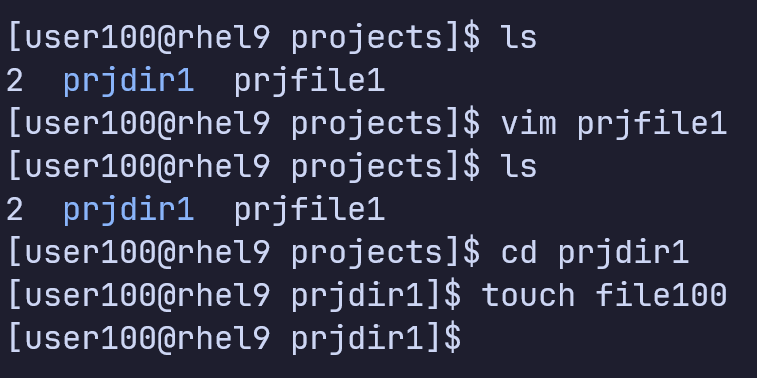 [user100@rhel9 projects]$ ls
2  prjdir1  prjfile1
[user100@rhel9 projects]$ vim prjfile1
[user100@rhel9 projects]$ ls
2  prjdir1  prjfile1
[user100@rhel9 projects]$ cd prjdir1
[user100@rhel9 prjdir1]$ touch file100
[user100@rhel9 prjdir1]$